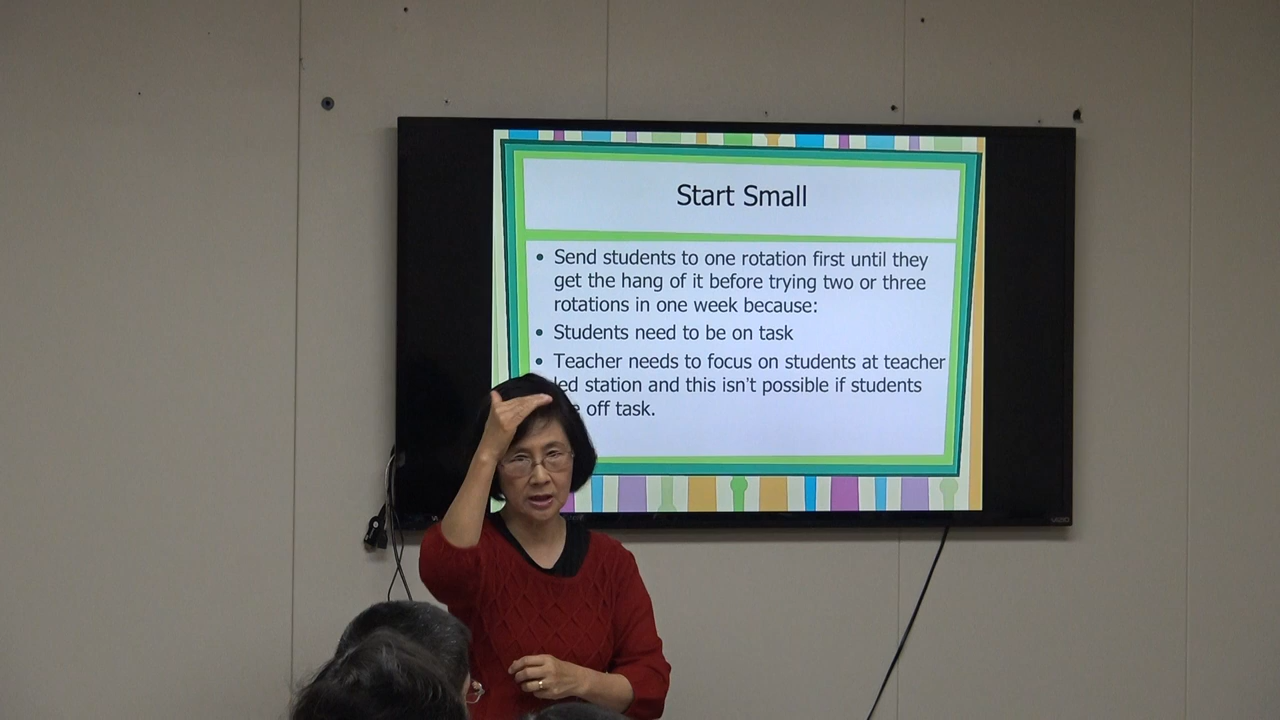 Start Small
• Send students to one rotation first until they
get the hang of it before trying two or three
rotations in one week because:
• Students need to be on task
• Teacher needs to focus on students at teacher
led station and this isn't possible if students
off task.
VIZIO